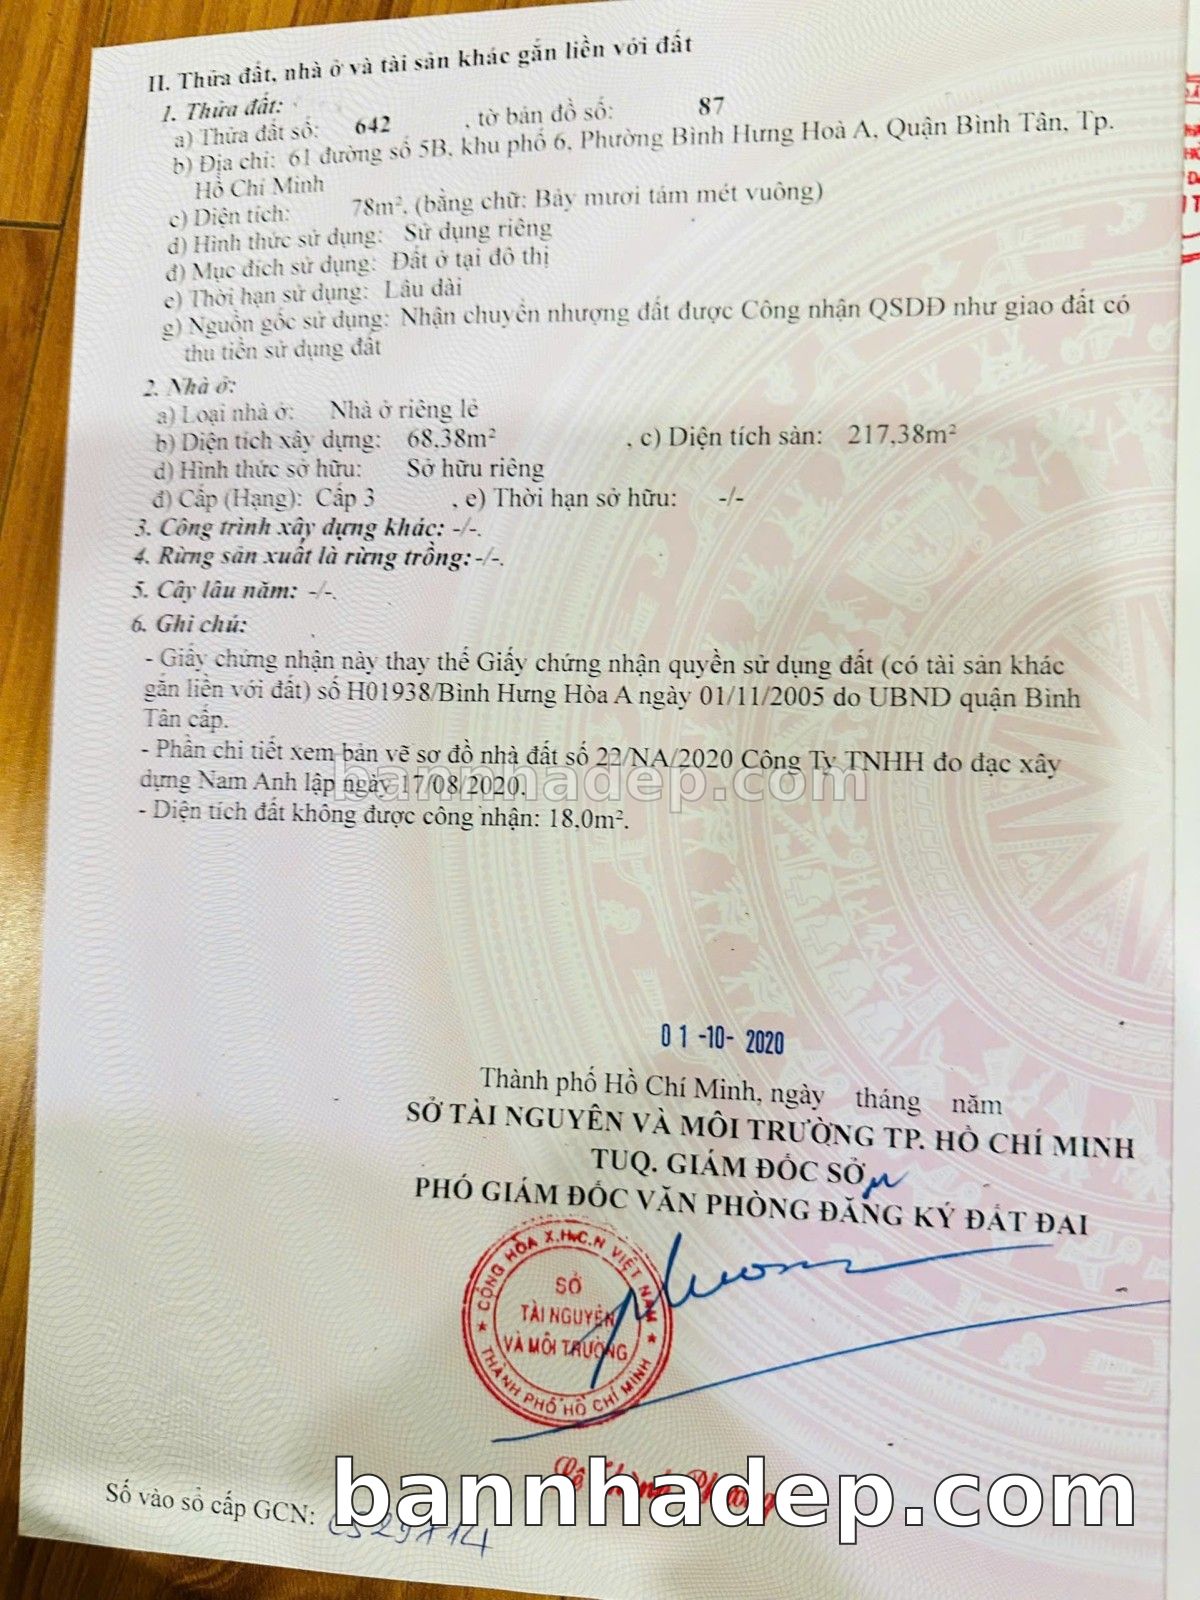 II. Thửa đất, nhà ở và tài sản khác gắn liền với đất
1. Thửa đất:
a) Thửa đất số: 642 , tờ bản đồ số: 87
b) Địa chỉ: 61 đường số 5B, khu phố 6, Phường Bình Hưng Hoà A, Quận Bình Tân, Tp.
Hồ Chí Minh
c) Diện tích: 78m², (bằng chữ: Bảy mươi tám mét vuông)
d) Hình thức sử dụng: Sử dụng riêng
đ) Mục đích sử dụng: Đất ở tại đô thị
e) Thời hạn sử dụng: Lâu dài
g) Nguồn gốc sử dụng: Nhận chuyển nhượng đất được Công nhận QSDĐ như giao đất có
thu tiền sử dụng đất
2. Nhà ở:
a) Loại nhà ở: Nhà ở riêng lẻ
b) Diện tích xây dựng: 68,38m² , c) Diện tích sàn: 217,38m²
d) Hình thức sở hữu: Sở hữu riêng
đ) Cấp (Hạng): Cấp 3 , e) Thời hạn sở hữu: -/-
3. Công trình xây dựng khác: -/-.
4. Rừng sản xuất là rừng trồng: -/-.
5. Cây lâu năm: -/-.
6. Ghi chú:
- Giấy chứng nhận này thay thế Giấy chứng nhận quyền sử dụng đất (có tài sản khác
gắn liền với đất) số H01938/Bình Hưng Hòa A ngày 01/11/2005 do UBND quận Bình
Tân cấp.
- Phần chi tiết xem bản vẽ sơ đồ nhà đất số 22/NA/2020 Công Ty TNHH đo đạc xây
dựng Nam Anh lập ngày 17/08/2020.
bannhadep.com
- Diện tích đất không được công nhận: 18,0m².
01-10-2020
Thành phố Hồ Chí Minh, ngày tháng năm
SỞ TÀI NGUYÊN VÀ MÔI TRƯỜNG TP. HỒ CHÍ MINH
TUQ. GIÁM ĐỐC SỞ
PHÓ GIÁM ĐỐC VĂN PHÒNG ĐĂNG KÝ ĐẤT ĐAI
CỘNG HÒA X.H.C.N VIỆT NAM
SỞ
TÀI NGUYÊN
VÀ MÔI TRƯỜNG
THÀNH PHỐ HỒ CHÍ MINH
bannhadep.com
Số vào sổ cấp GCN: